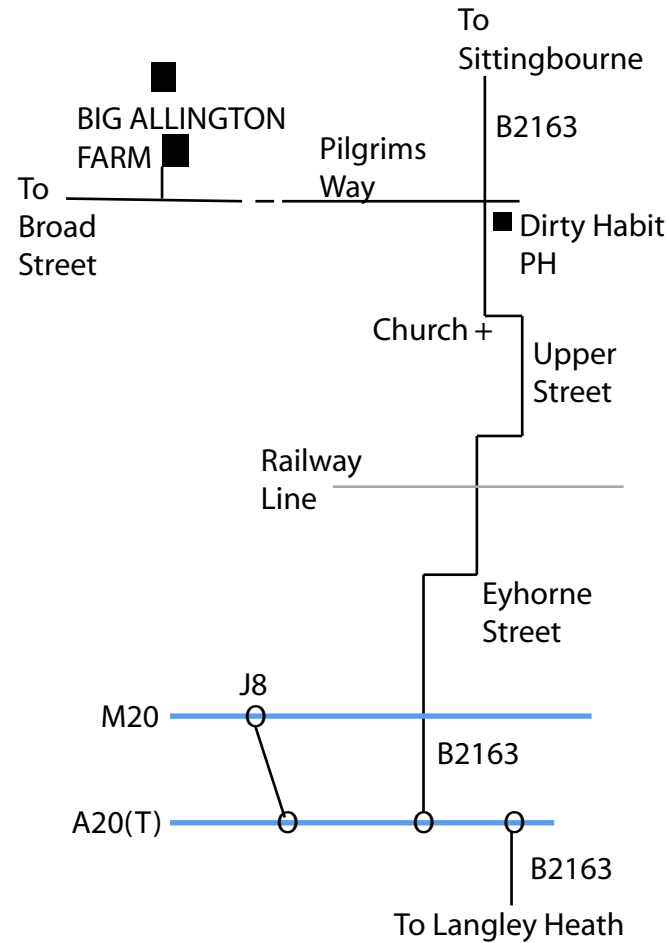 To
Sittingbourne
B2163
BIG ALLINGTON
FARM
Pilgrims
Way
To
Broad
Street
Dirty Habit
PH
Church +
Upper
Street
Railway
Line
Eyhorne
Street
J8
M20
B2163
A20(T)
B2163
To Langley Heath